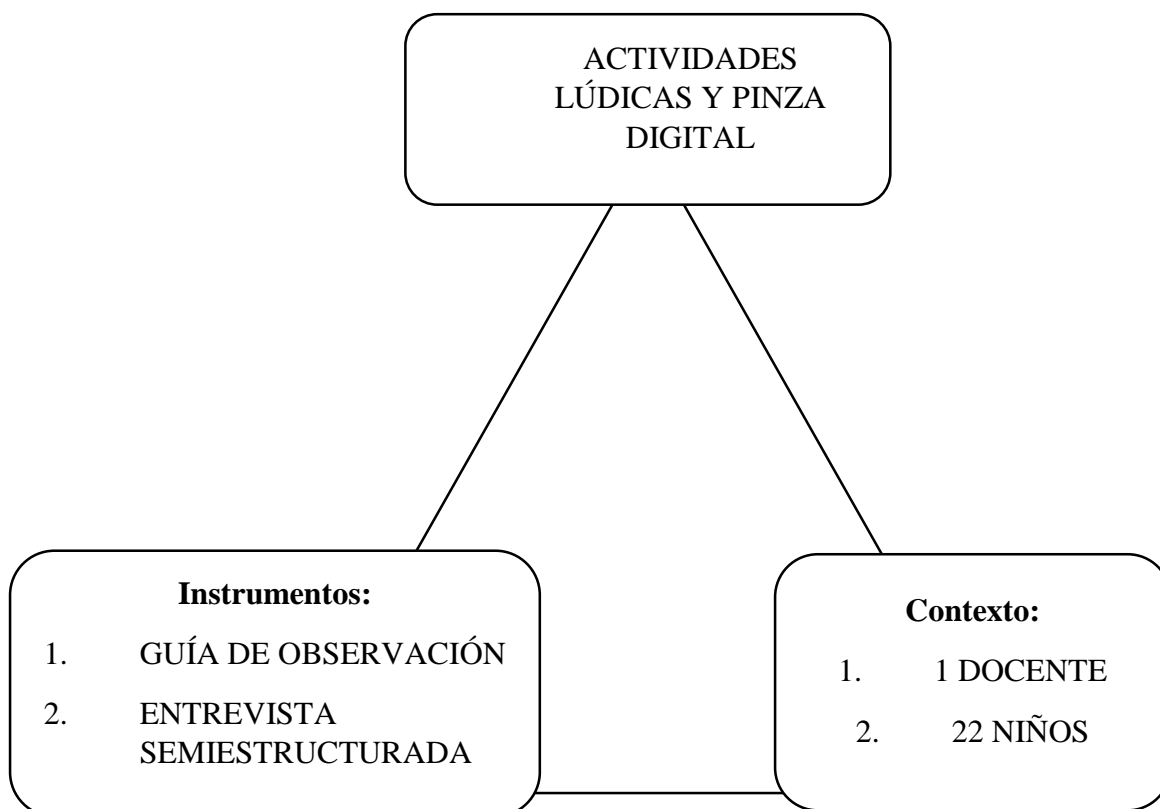 ACTIVIDADES
LÚDICAS Y PINZA
DIGITAL
Instrumentos:
1. GUÍA DE OBSERVACIÓN
2. ENTREVISTA
SEMIESTRUCTURADA
Contexto:
1. 1 DOCENTE
2. 22 NIÑOS